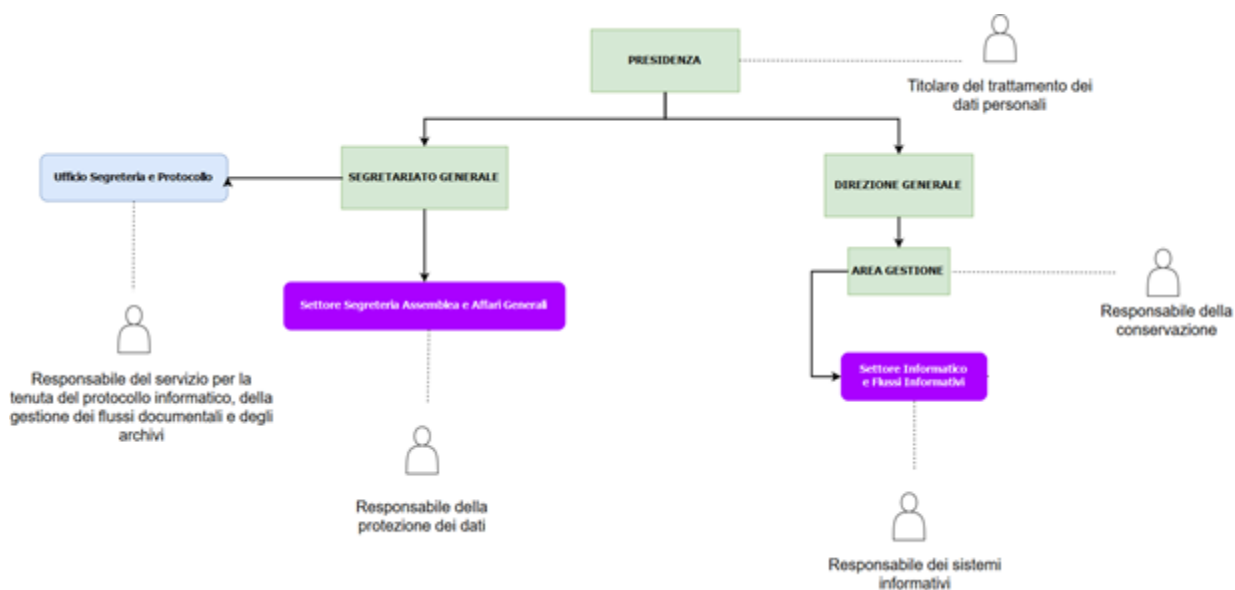 PRESIDENZA
Titolare del trattamento dei
dati personali
Ufficio Segreteria e Protocollo
SEGRETARIATO GENERALE
DIREZIONE GENERALE
AREA GESTIONE
Settore Segreteria Assemblea e Affari Generali
Responsabile della
conservazione
Responsabile del servizio per la
tenuta del protocollo informatico, della
gestione dei flussi documentali e degli
archivi
Settore Informatico
e Flussi Informativi
Responsabile della
protezione dei dati
Responsabile dei sistemi
informativi